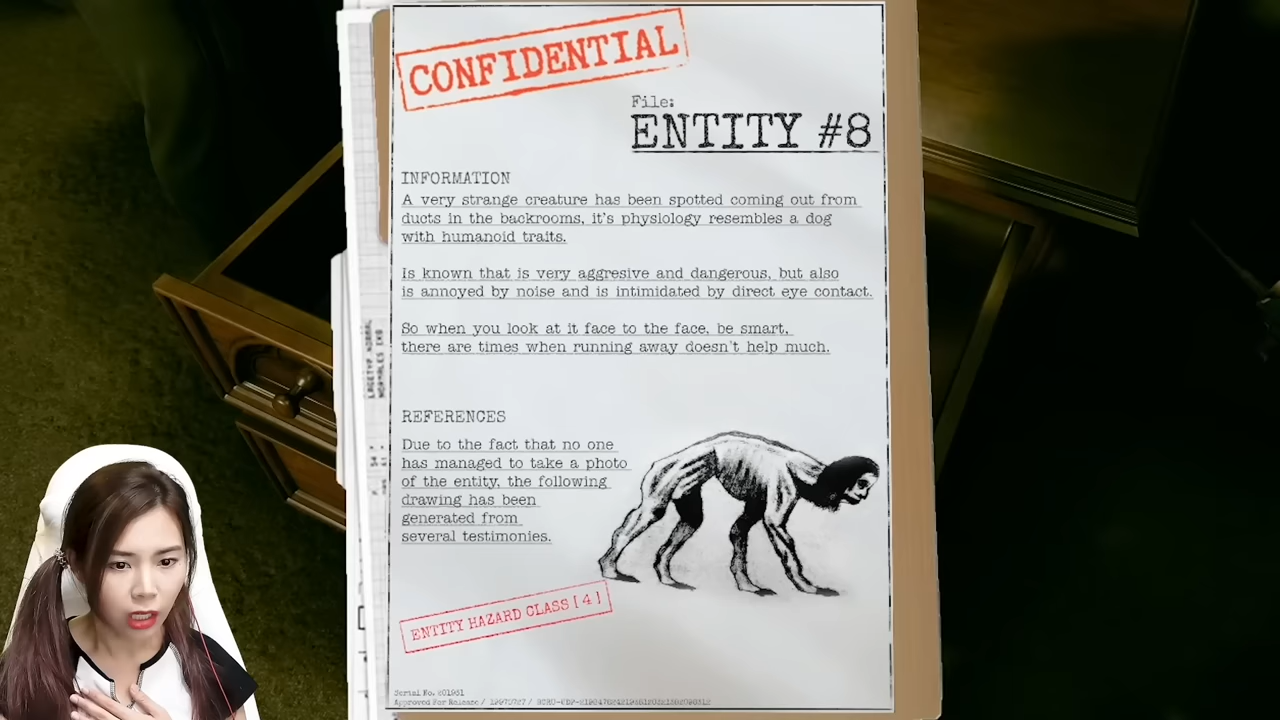 CONFIDENTIAL
File:
ENTITY #8
INFORMATION
A very strange creature has been spotted coming out from
ducts in the backrooms, it's physiology resembles a dog
with humanoid traits.
Is known that is very aggresive and dangerous, but also
is annoyed by noise and is intimidated by direct eye contact.
So when you look at it face to the face, be smart,
there are times when running away doesn't help much.
REFERENCES
Due to the fact that no one
has managed to take a photo
of the entity, the following
drawing has been
generated from
several testimonies.
ENTITY HAZARD CLASS [ 4 ]
Serial No.
Approved For Release /